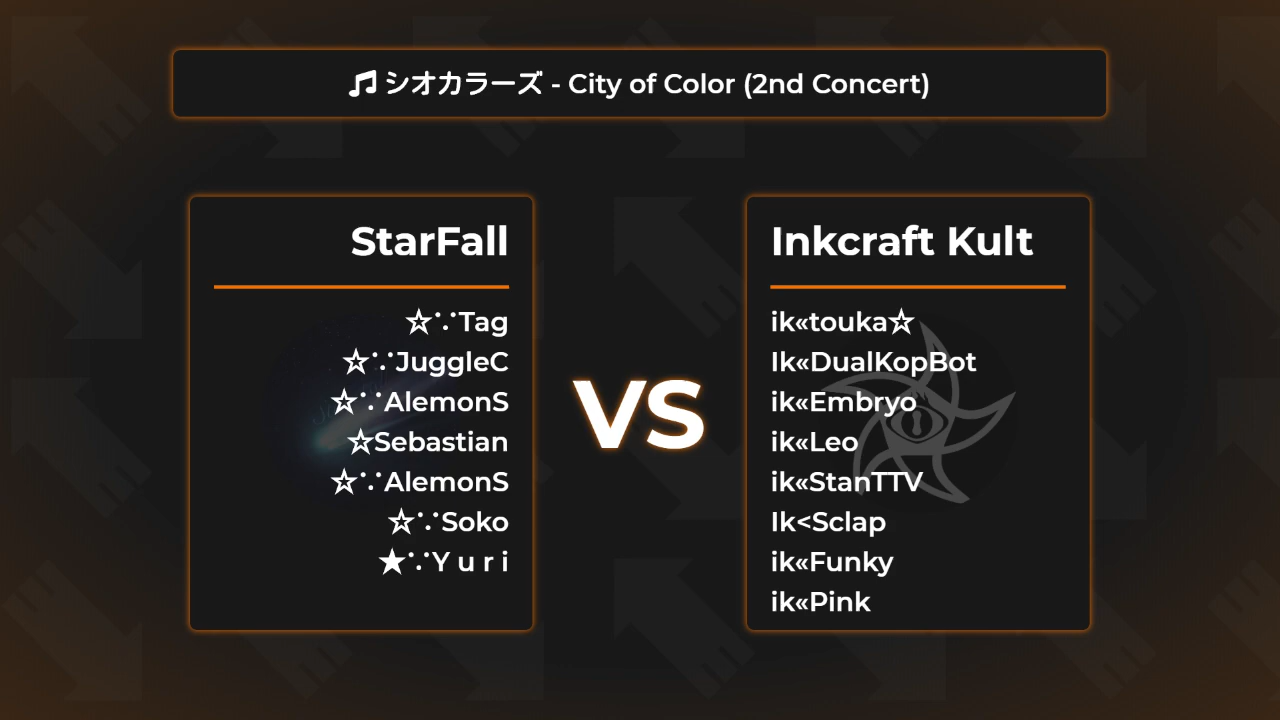 🎵 シオカラーズ - City of Color (2nd Concert)
StarFall
☆∵Tag
☆∵JuggleC
☆∵AlemonS
☆Sebastian
☆∵AlemonS
☆∵Soko
★∵Y u r i
VS
Inkcraft Kult
ik«touka☆
Ik«DualKopBot
ik«Embryo
ik«Leo
ik«StanTTV
Ik<Sclap
ik«Funky
ik«Pink